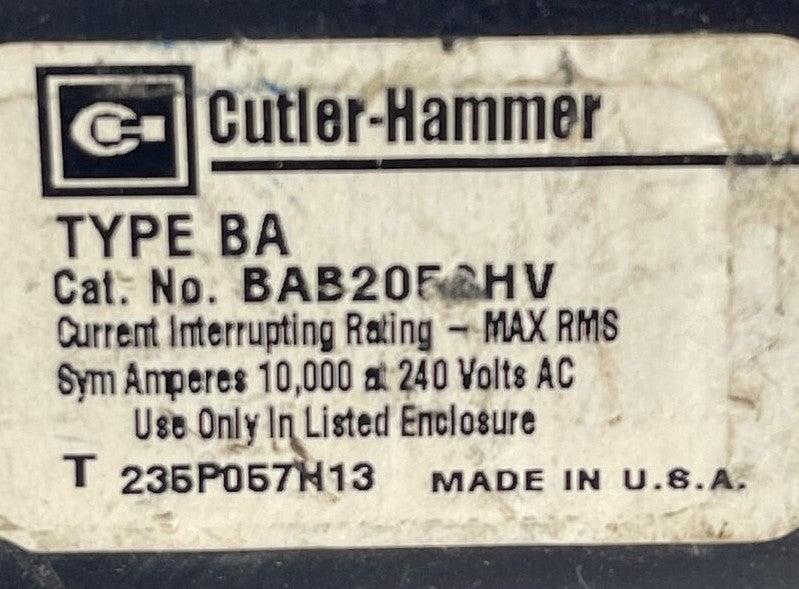 Cutler-Hammer
TYPE BA
Cat. No.
Current Interrupting Rating – MAX RMS
Sym Amperes 10,000 at 240 Volts AC
Use Only In Listed Enclosure
T 235P057H13 MADE IN U.S.A.